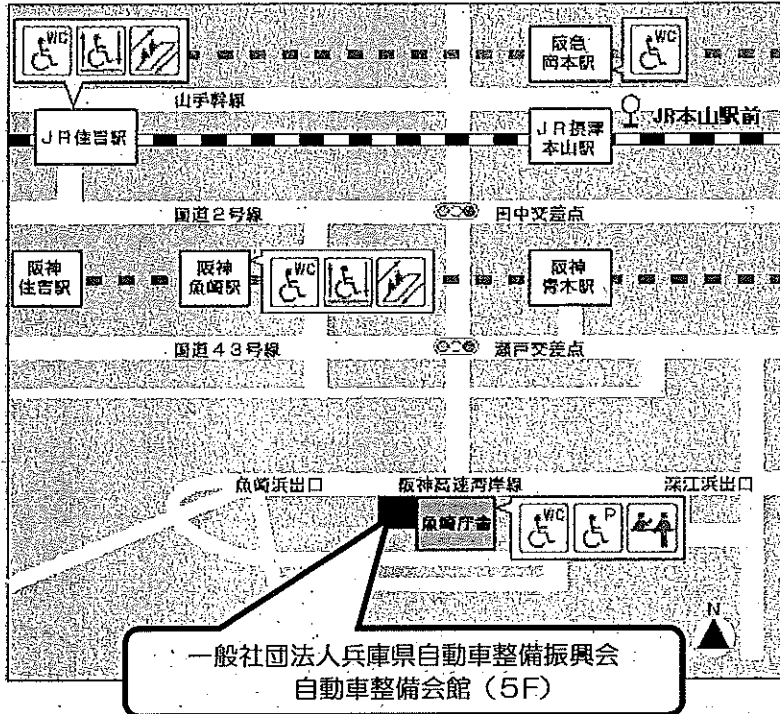 WC
阪急
岡本駅
WC
山手幹線
JR本山駅前
JR住吉駅
JR摂津
本山駅
国道2号線
田中交差点
阪神
住吉駅
阪神
魚崎駅
WC
阪神
青木駅
国道43号線
瀬戸交差点
魚崎浜出口
阪神高速湾岸線
深江浜出口
魚崎庁舎
WC
P
N
一般社団法人兵庫県自動車整備振興会
自動車整備会館(5F)